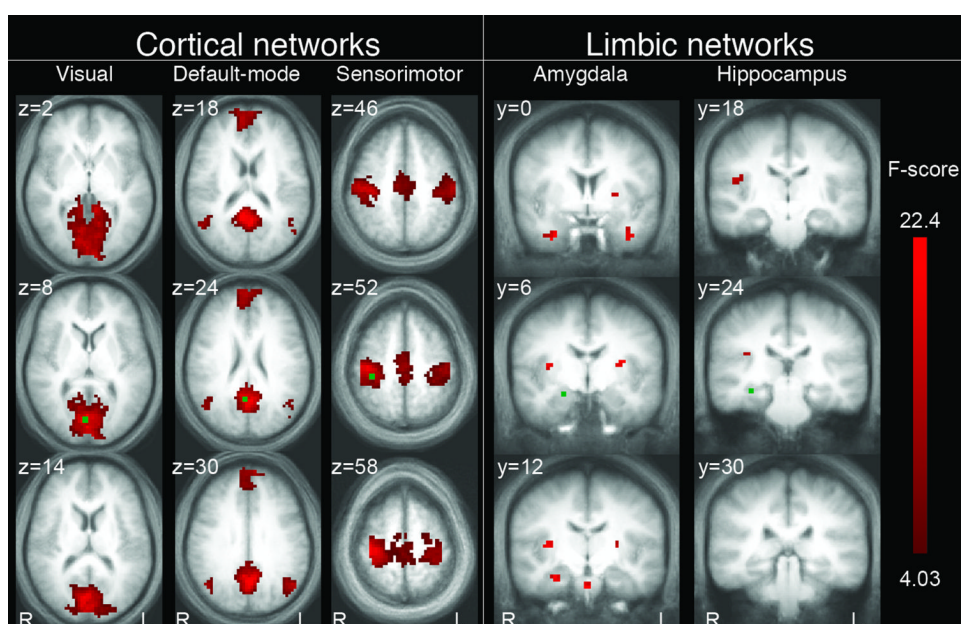 Cortical networks
Limbic networks
Visual
Default-mode
Sensorimotor
Amygdala
Hippocampus
z=2
z=18
z=46
y=0
y=18
F-score
22.4
z=8
z=24
z=52
y=6
y=24
z=14
z=30
z=58
y=12
y=30
4.03
R
L
R
L
R
L
R
L